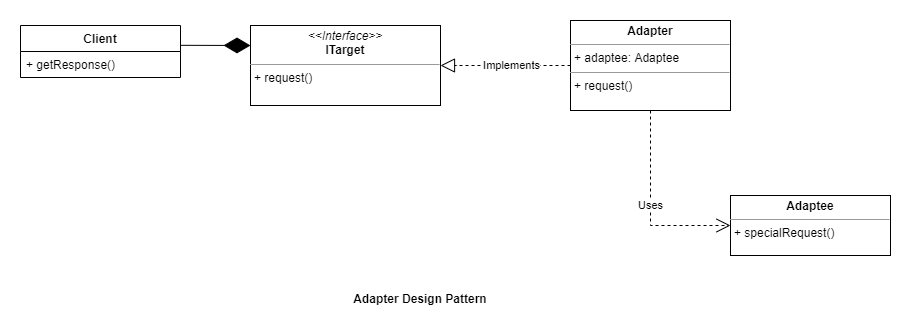 Client
+ getResponse()
<<Interface>>
ITarget
+ request()
Implements
Adapter
+ adaptee: Adaptee
+ request()
Uses
Adaptee
+ specialRequest()
Adapter Design Pattern